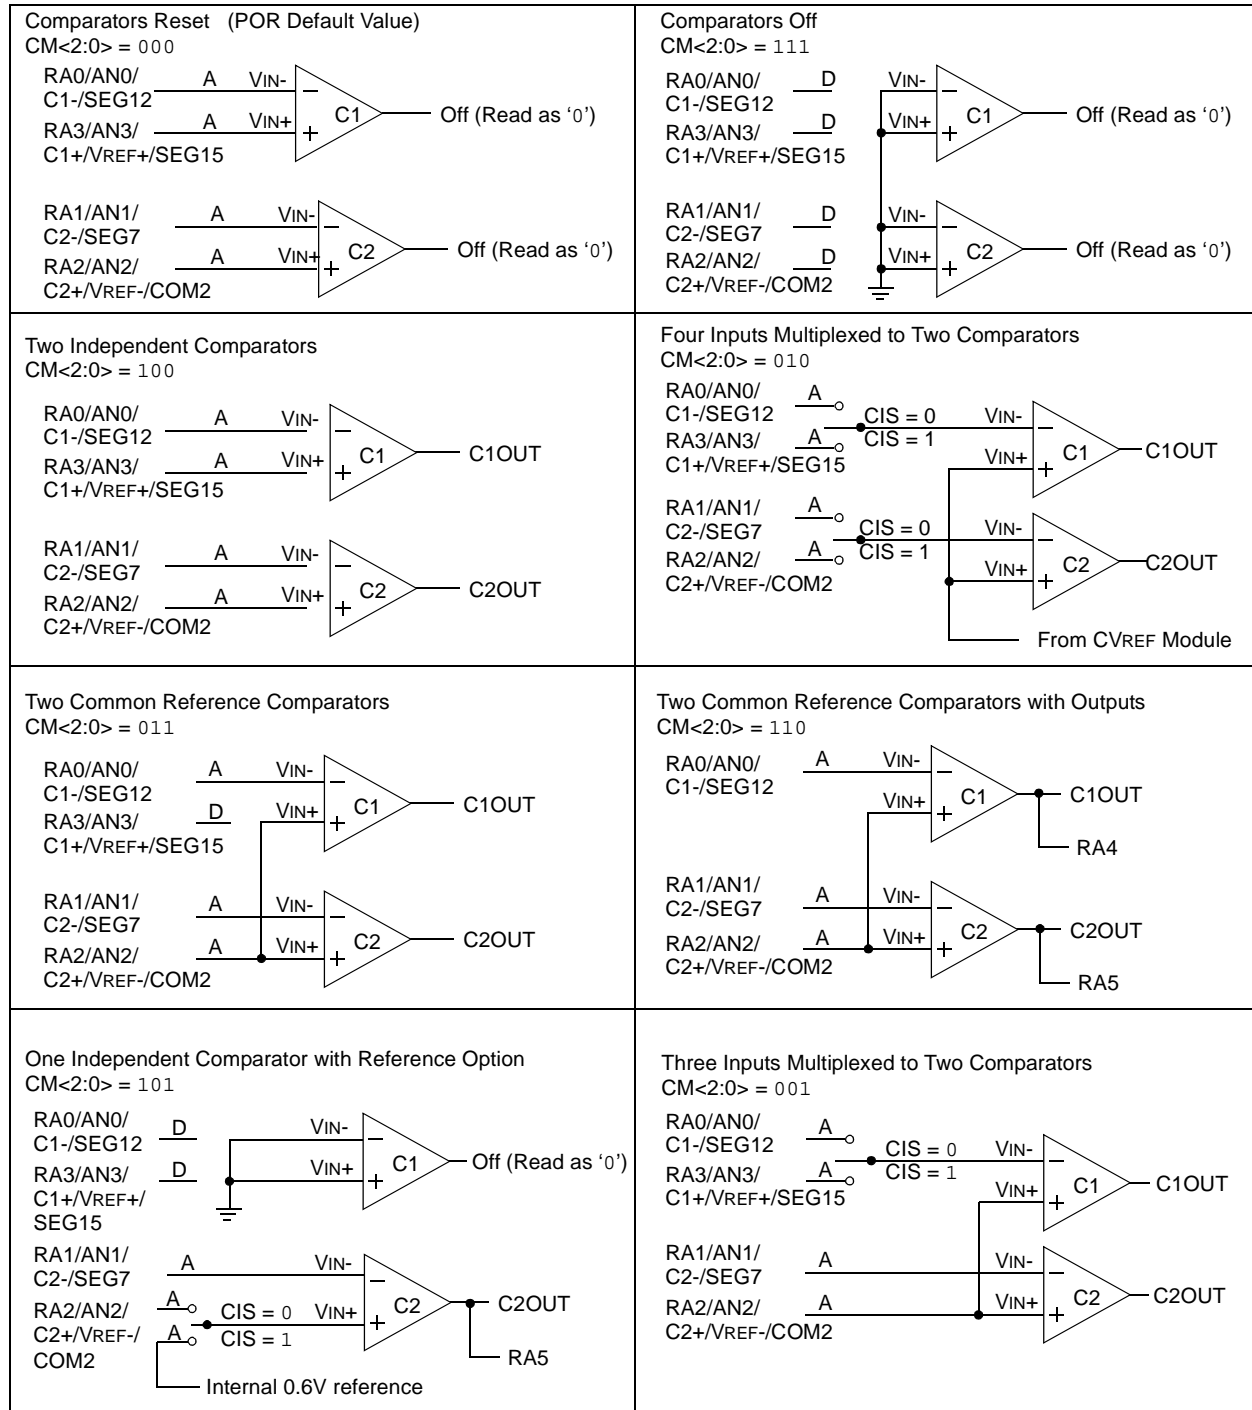 Comparators Reset (POR Default Value)
CM<2:0> = 000
RA0/AN0/
C1-/SEG12
A
VIN-
RA3/AN3/
C1+/VREF+/SEG15
A
VIN+
–
+
C1
Off (Read as ‘0’)
RA1/AN1/
C2-/SEG7
A
VIN-
RA2/AN2/
C2+/VREF-/COM2
A
VIN+
–
+
C2
Off (Read as ‘0’)
Comparators Off
CM<2:0> = 111
RA0/AN0/
C1-/SEG12
D
VIN-
RA3/AN3/
C1+/VREF+/SEG15
D
VIN+
–
+
C1
Off (Read as ‘0’)
RA1/AN1/
C2-/SEG7
D
VIN-
RA2/AN2/
C2+/VREF-/COM2
D
VIN+
–
+
C2
Off (Read as ‘0’)
Two Independent Comparators
CM<2:0> = 100
RA0/AN0/
C1-/SEG12
A
VIN-
RA3/AN3/
C1+/VREF+/SEG15
A
VIN+
–
+
C1
C1OUT
RA1/AN1/
C2-/SEG7
A
VIN-
RA2/AN2/
C2+/VREF-/COM2
A
VIN+
–
+
C2
C2OUT
Four Inputs Multiplexed to Two Comparators
CM<2:0> = 010
RA0/AN0/
C1-/SEG12
A
RA3/AN3/
C1+/VREF+/SEG15
A
CIS = 0
CIS = 1
VIN-
VIN+
–
+
C1
C1OUT
RA1/AN1/
C2-/SEG7
A
RA2/AN2/
C2+/VREF-/COM2
A
CIS = 0
CIS = 1
VIN-
VIN+
–
+
C2
C2OUT
From CVREF Module
Two Common Reference Comparators
CM<2:0> = 011
RA0/AN0/
C1-/SEG12
A
VIN-
RA3/AN3/
C1+/VREF+/SEG15
D
VIN+
–
+
C1
C1OUT
RA1/AN1/
C2-/SEG7
A
VIN-
RA2/AN2/
C2+/VREF-/COM2
A
VIN+
–
+
C2
C2OUT
Two Common Reference Comparators with Outputs
CM<2:0> = 110
RA0/AN0/
C1-/SEG12
A
VIN-
VIN+
–
+
C1
C1OUT
RA4
RA1/AN1/
C2-/SEG7
A
VIN-
RA2/AN2/
C2+/VREF-/COM2
A
VIN+
–
+
C2
C2OUT
RA5
One Independent Comparator with Reference Option
CM<2:0> = 101
RA0/AN0/
C1-/SEG12
D
VIN-
RA3/AN3/
C1+/VREF+/
SEG15
D
VIN+
–
+
C1
Off (Read as ‘0’)
RA1/AN1/
C2-/SEG7
A
VIN-
RA2/AN2/
C2+/VREF-/
COM2
A
A
CIS = 0
CIS = 1
VIN+
–
+
C2
C2OUT
RA5
Internal 0.6V reference
Three Inputs Multiplexed to Two Comparators
CM<2:0> = 001
RA0/AN0/
C1-/SEG12
A
RA3/AN3/
C1+/VREF+/SEG15
A
CIS = 0
CIS = 1
VIN-
VIN+
–
+
C1
C1OUT
RA1/AN1/
C2-/SEG7
A
VIN-
RA2/AN2/
C2+/VREF-/COM2
A
VIN+
–
+
C2
C2OUT